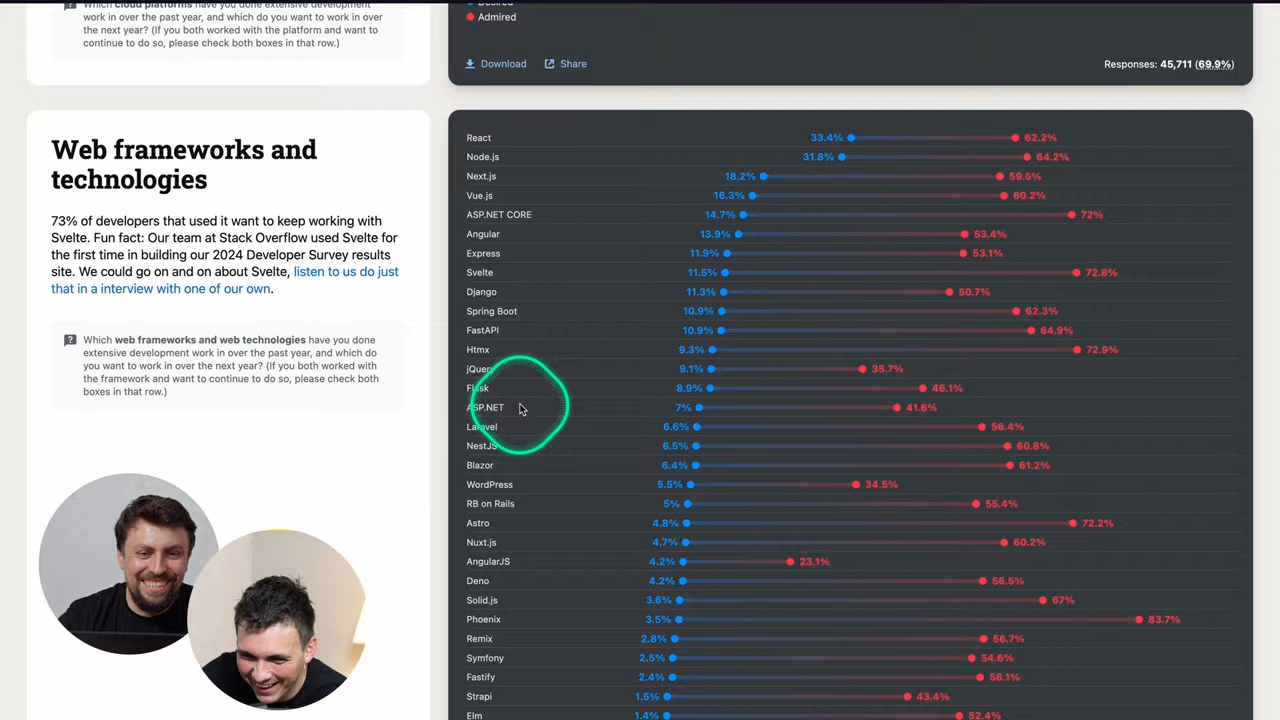 Which cloud platforms have you done extensive development
work in over the past year, and which do you want to work in over
the next year? (If you both worked with the platform and want to
continue to do so, please check both boxes in that row.)
Desired
Admired
Download
Share
Responses: 45,711 (69.9%)
Web frameworks and
technologies
73% of developers that used it want to keep working with
Svelte. Fun fact: Our team at Stack Overflow used Svelte for
the first time in building our 2024 Developer Survey results
site. We could go on and on about Svelte, listen to us do just
that in a interview with one of our own.
Which web frameworks and web technologies have you done
extensive development work in over the past year, and which do
you want to work in over the next year? (If you both worked with
the framework and want to continue to do so, please check both
boxes in that row.)
React 33.4% 62.2%
Node.js 31.8% 64.2%
Next.js 18.2% 59.5%
Vue.js 16.3% 60.2%
ASP.NET CORE 14.7% 72%
Angular 13.9% 53.4%
Express 11.9% 53.1%
Svelte 11.5% 72.8%
Django 11.3% 50.7%
Spring Boot 10.9% 62.3%
FastAPI 10.9% 64.9%
Htmx 9.3% 72.9%
jQuery 9.1% 35.7%
Flask 8.9% 46.1%
ASP.NET 7% 41.6%
Laravel 6.6% 56.4%
NestJS 6.5% 60.8%
Blazor 6.4% 61.2%
WordPress 5.5% 34.5%
RB on Rails 5% 55.4%
Astro 4.8% 72.2%
Nuxt.js 4.7% 60.2%
AngularJS 4.2% 23.1%
Deno 4.2% 56.5%
Solid.js 3.6% 67%
Phoenix 3.5% 83.7%
Remix 2.8% 56.7%
Symfony 2.5% 54.6%
Fastify 2.4% 56.1%
Strapi 1.5% 43.4%
Elm 1.4% 52.4%